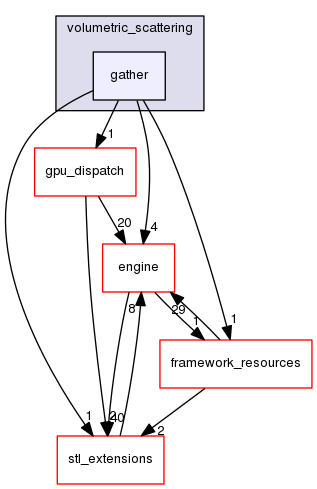 volumetric_scattering
gather
1
gpu_dispatch
20
4
engine
8
29
1
1
framework_resources
1
40
2
stl_extensions